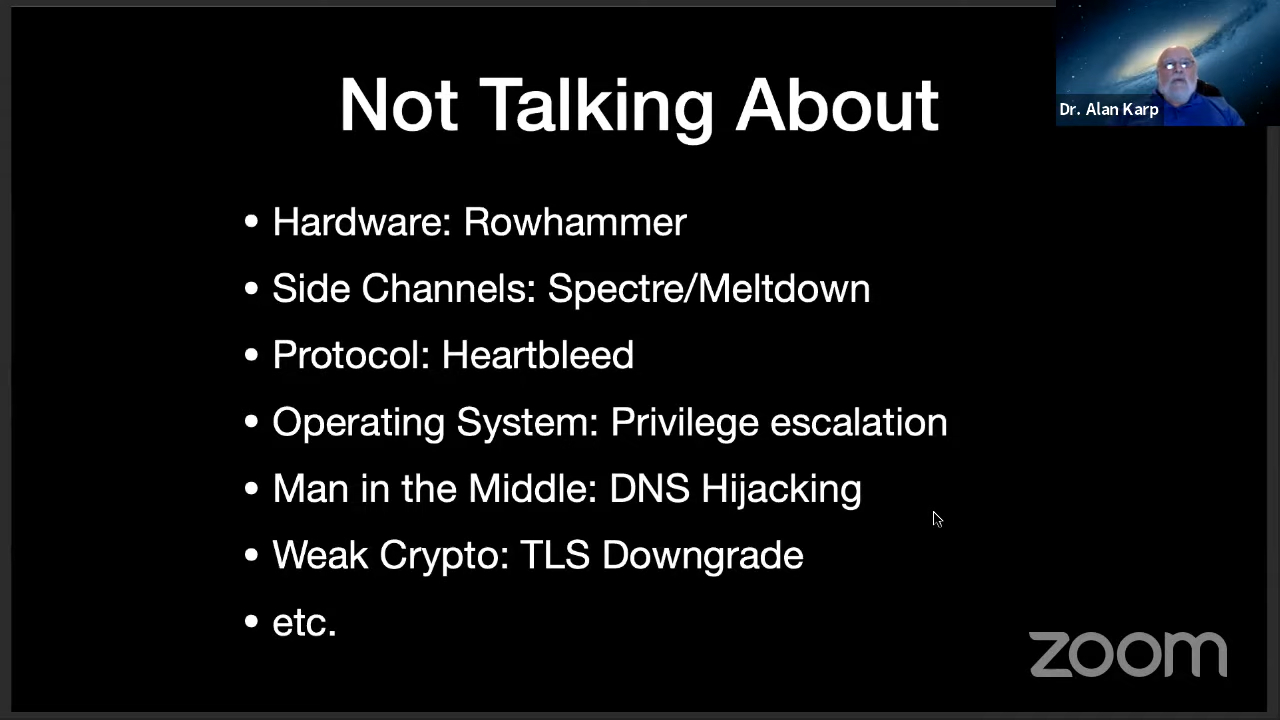 Not Talking About
Dr. Alan Karp
• Hardware: Rowhammer
• Side Channels: Spectre/Meltdown
• Protocol: Heartbleed
• Operating System: Privilege escalation
• Man in the Middle: DNS Hijacking
• Weak Crypto: TLS Downgrade
• etc.
zoom